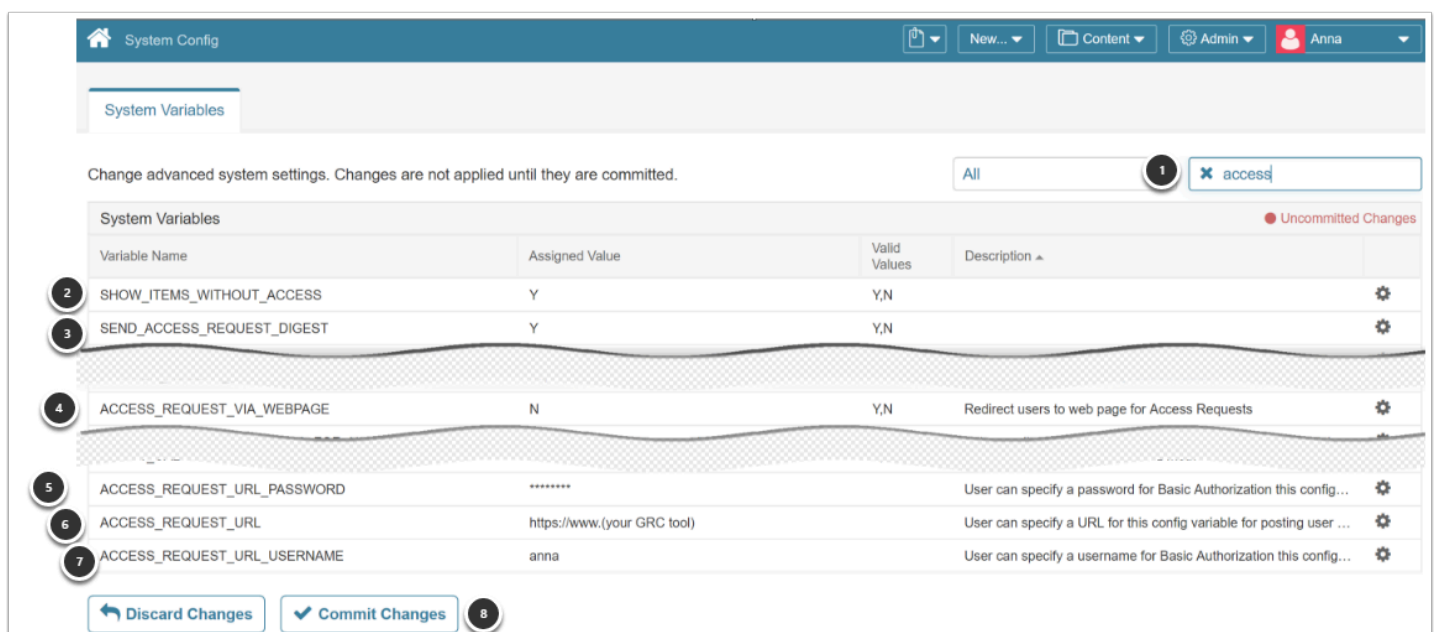 System Config New... Content Admin Anna
System Variables
Change advanced system settings. Changes are not applied until they are committed. All 1 access
System Variables Uncommitted Changes
Variable Name Assigned Value Valid Values Description
2 SHOW_ITEMS_WITHOUT_ACCESS Y Y,N
3 SEND_ACCESS_REQUEST_DIGEST Y Y,N
4 ACCESS_REQUEST_VIA_WEBPAGE N Y,N Redirect users to web page for Access Requests
5 ACCESS_REQUEST_URL_PASSWORD ******** User can specify a password for Basic Authorization this config...
6 ACCESS_REQUEST_URL https://www.(your GRC tool) User can specify a URL for this config variable for posting user ...
7 ACCESS_REQUEST_URL_USERNAME anna User can specify a username for Basic Authorization this config...
Discard Changes Commit Changes 8